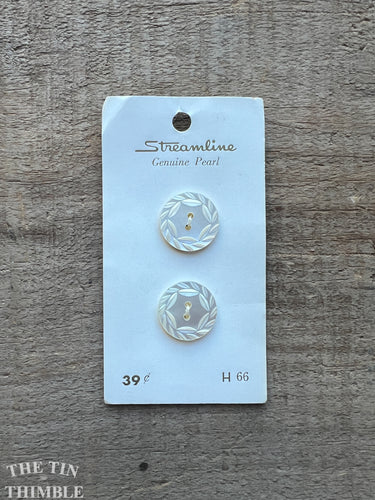 Streamline
Genuine Pearl
39 ¢ H 66
THE TIN
THIMBLE